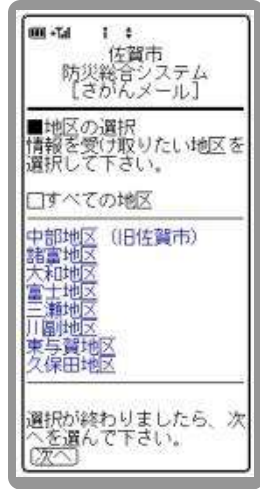 佐賀市
防災総合システム
[さがんメール]
■地区の選択
情報を受け取りたい地区を
選択して下さい。
□すべての地区
中部地区 (旧佐賀市)
諸富地区
大和地区
富士地区
三瀬地区
川副地区
東与賀地区
久保田地区
選択が終わりましたら、次
へを選んで下さい。
次へ